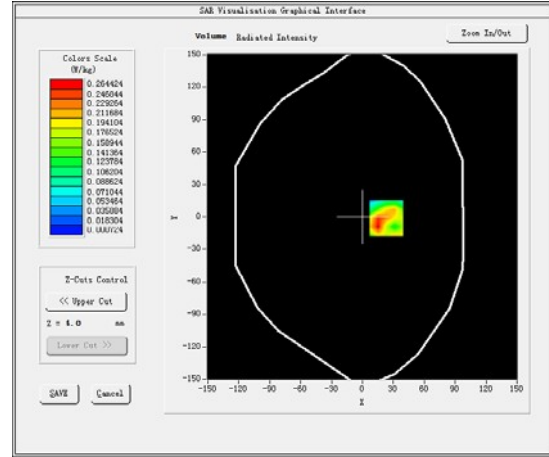 SAR Visualisation Graphical Interface
Volume Radiated Intensity
Zoom In/Out
Colors Scale
(W/kg)
0.264424
0.246844
0.229264
0.211684
0.194104
0.176524
0.158944
0.141364
0.123784
0.106204
0.088624
0.071044
0.053464
0.035884
0.018304
0.000724
Z-Cuts Control
<< Upper Cut
Z = 4.0 mm
Lower Cut >>
SAVE Cancel
150
120
90
60
30
0
-30
-60
-90
-120
-150
Y
-150 -120 -90 -60 -30 0 30 60 90 120 150
X